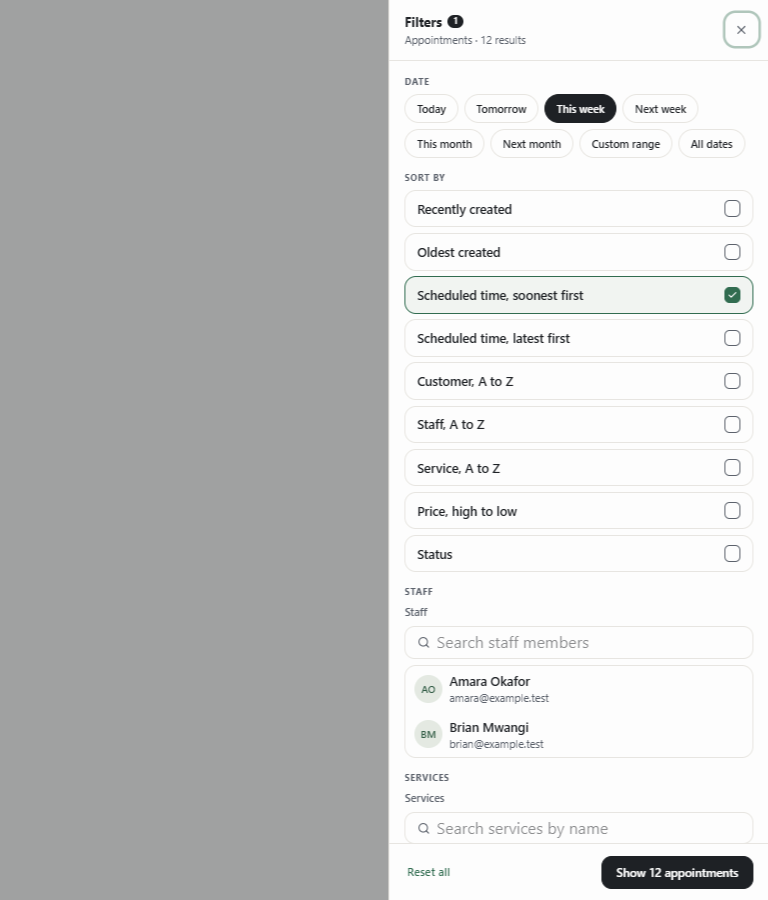 Filters 1
Appointments · 12 results
DATE
Today Tomorrow This week Next week
This month Next month Custom range All dates
SORT BY
Recently created
Oldest created
Scheduled time, soonest first
Scheduled time, latest first
Customer, A to Z
Staff, A to Z
Service, A to Z
Price, high to low
Status
STAFF
Staff
Search staff members
AO Amara Okafor
amara@example.test
BM Brian Mwangi
brian@example.test
SERVICES
Services
Search services by name
Reset all Show 12 appointments